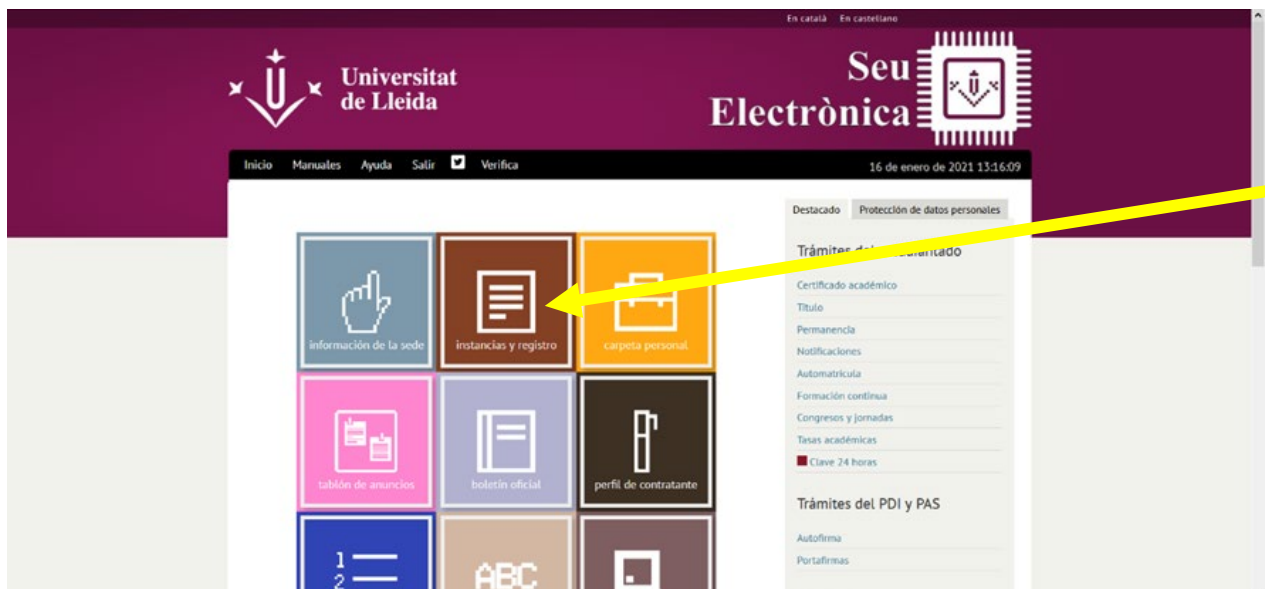 En català En castellano
Universitat
de Lleida
Seu
Electrònica
Inicio Manuales Ayuda Salir Verifica
16 de enero de 2021 13:16:09
Destacado Protección de datos personales
información de la sede
instancias y registro
carpeta personal
tablón de anuncios
boletín oficial
perfil de contratante
1
2
ABC
Trámites
Certificado académico
Título
Permanencia
Notificaciones
Automatrícula
Formación continua
Congresos y jornadas
Tasas académicas
Clave 24 horas
Trámites del PDI y PAS
Autofirma
Portafirmas